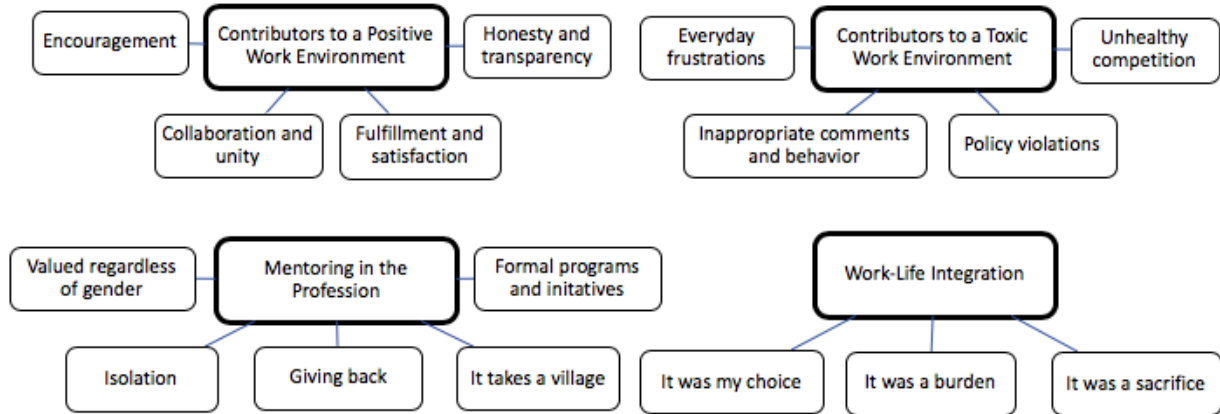 Encouragement
Contributors to a Positive
Work Environment
Honesty and
transparency
Collaboration and
unity
Fulfillment and
satisfaction
Everyday
frustrations
Contributors to a Toxic
Work Environment
Unhealthy
competition
Inappropriate comments
and behavior
Policy violations
Valued regardless
of gender
Mentoring in the
Profession
Formal programs
and initatives
Isolation
Giving back
It takes a village
Work-Life Integration
It was my choice
It was a burden
It was a sacrifice